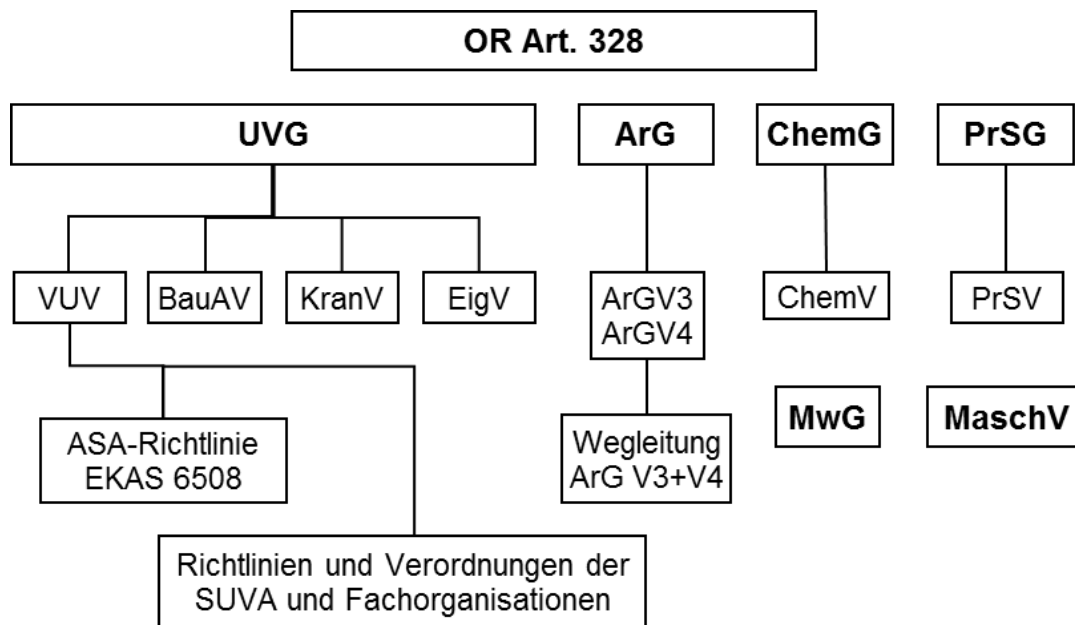 OR Art. 328
UVG
ArG
ChemG
PrSG
VUV
BauAV
KranV
EigV
ArGV3
ArGV4
ChemV
PrSV
ASA-Richtlinie
EKAS 6508
Wegleitung
ArG V3+V4
MwG
MaschV
Richtlinien und Verordnungen der
SUVA und Fachorganisationen